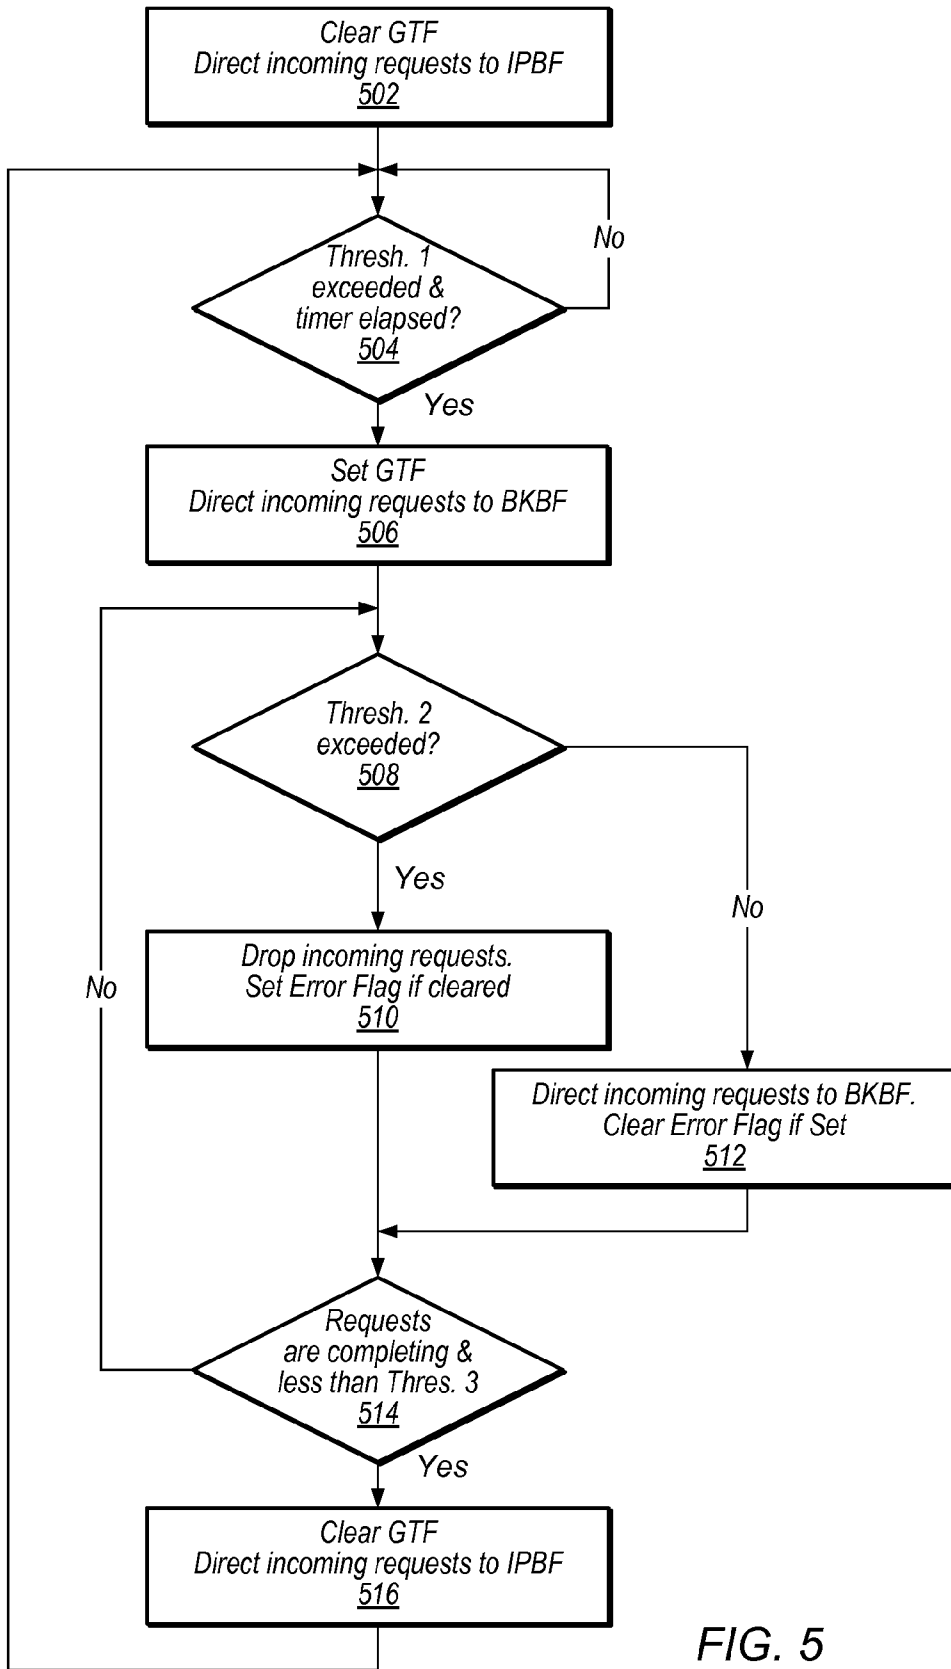 Clear GTF
Direct incoming requests to IPBF
502
No
Thresh. 1
exceeded &
timer elapsed?
504
Yes
Set GTF
Direct incoming requests to BKBF
506
Thresh. 2
exceeded?
508
Yes
No
Drop incoming requests.
Set Error Flag if cleared
510
No
Direct incoming requests to BKBF.
Clear Error Flag if Set
512
Requests
are completing &
less than Thres. 3
514
Yes
Clear GTF
Direct incoming requests to IPBF
516
FIG. 5